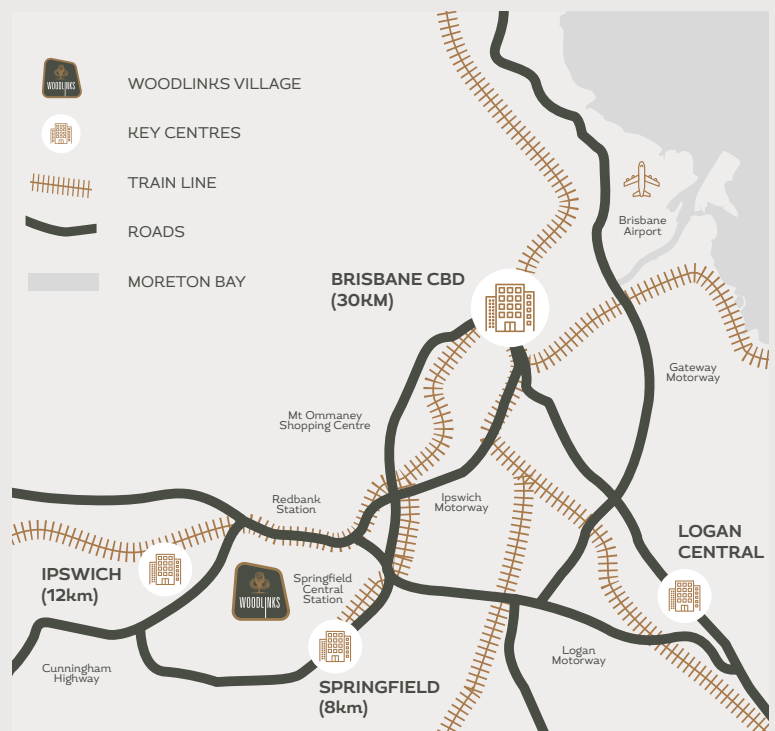 WOODLINKS
WOODLINKS VILLAGE
KEY CENTRES
TRAIN LINE
ROADS
MORETON BAY
Brisbane
Airport
BRISBANE CBD
(30KM)
Gateway
Motorway
Mt Ommaney
Shopping Centre
Redbank
Station
Ipswich
Motorway
LOGAN
CENTRAL
IPSWICH
(12km)
Springfield
Central
Station
WOODLINKS
Logan
Motorway
Cunningham
Highway
SPRINGFIELD
(8km)